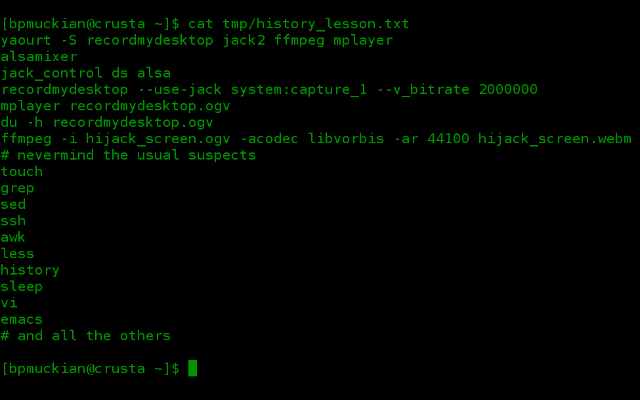 [bpmuckian@crusta ~]$ cat tmp/history_lesson.txt
yaourt -S recordmydesktop jack2 ffmpeg mplayer
alsamixer
jack_control ds alsa
recordmydesktop --use-jack system:capture_1 --v_bitrate 2000000
mplayer recordmydesktop.ogv
du -h recordmydesktop.ogv
ffmpeg -i hijack_screen.ogv -acodec libvorbis -ar 44100 hijack_screen.webm
# nevermind the usual suspects
touch
grep
sed
ssh
awk
less
history
sleep
vi
emacs
# and all the others
[bpmuckian@crusta ~]$